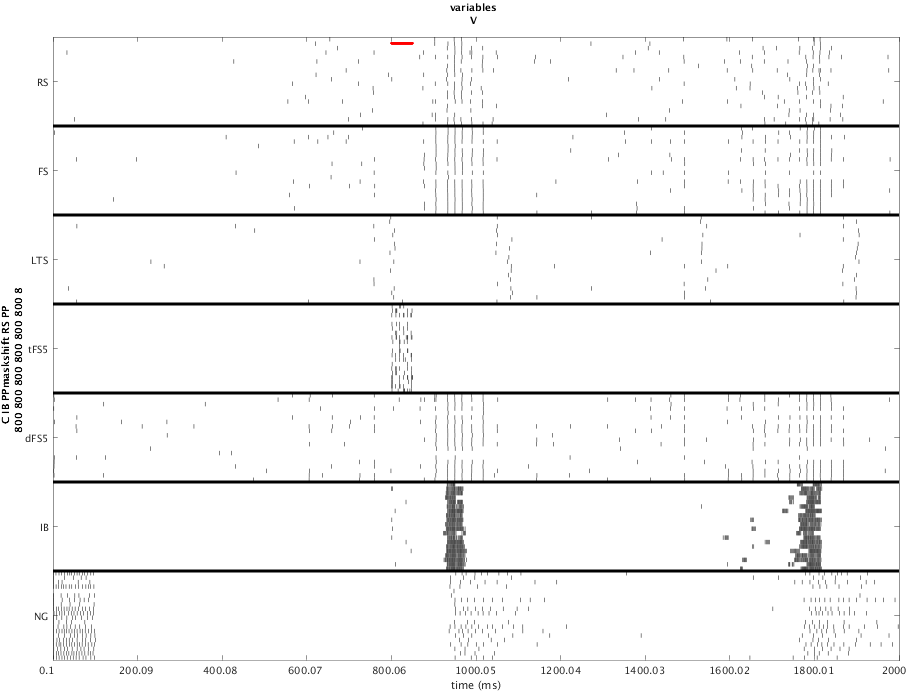 variables
V
RS
FS
LTS
tFS5
dFS5
IB
NG
C IB PPmaskshift RS PP
800 800 800 800 800 800 8
0.1 200.09 400.08 600.07 800.06 1000.05 1200.04 1400.03 1600.02 1800.01 2000
time (ms)